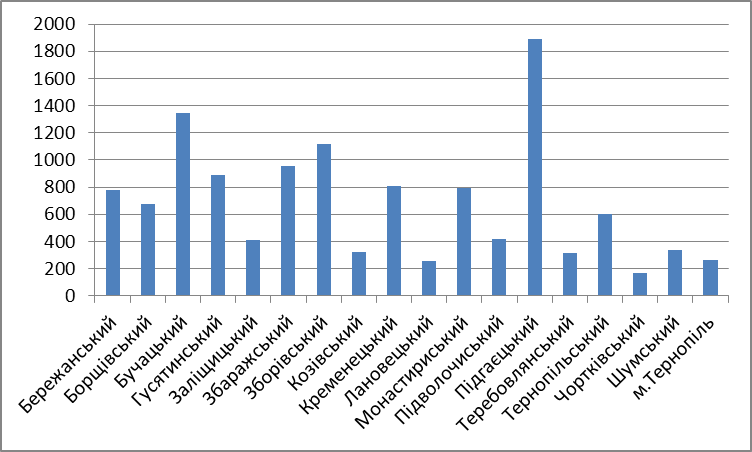 2000
1800
1600
1400
1200
1000
800
600
400
200
0
Бережанський
Борщівський
Бучацький
Гусятинський
Заліщицький
Збаражський
Зборівський
Козівський
Кременецький
Лановецький
Монастириський
Підволочиський
Підгаєцький
Теребовлянський
Тернопільський
Чортківський
Шумський
м.Тернопіль